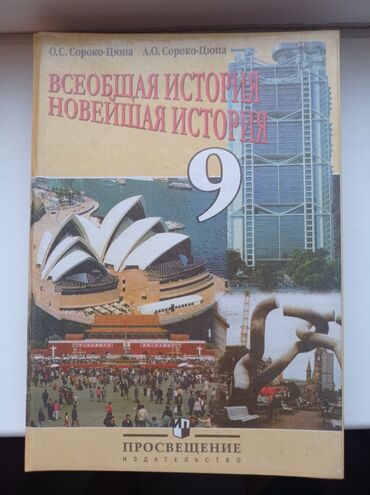 О.С. Сороко-Цюпа А.О. Сороко-Цюпа
ВСЕОБЩАЯ ИСТОРИЯ
НОВЕЙШАЯ ИСТОРИЯ
9
ПРОСВЕЩЕНИЕ
ИЗДАТЕЛЬСТВО